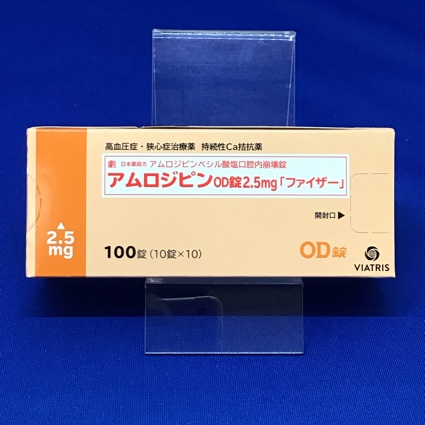 高血圧症・狭心症治療薬 持続性Ca拮抗薬
劇 日本薬局方 アムロジピンベシル酸塩口腔内崩壊錠
アムロジピンOD錠2.5mg「ファイザー」
開封口▶
▲
2.5
mg
100錠(10錠×10)
OD錠
VIATRIS